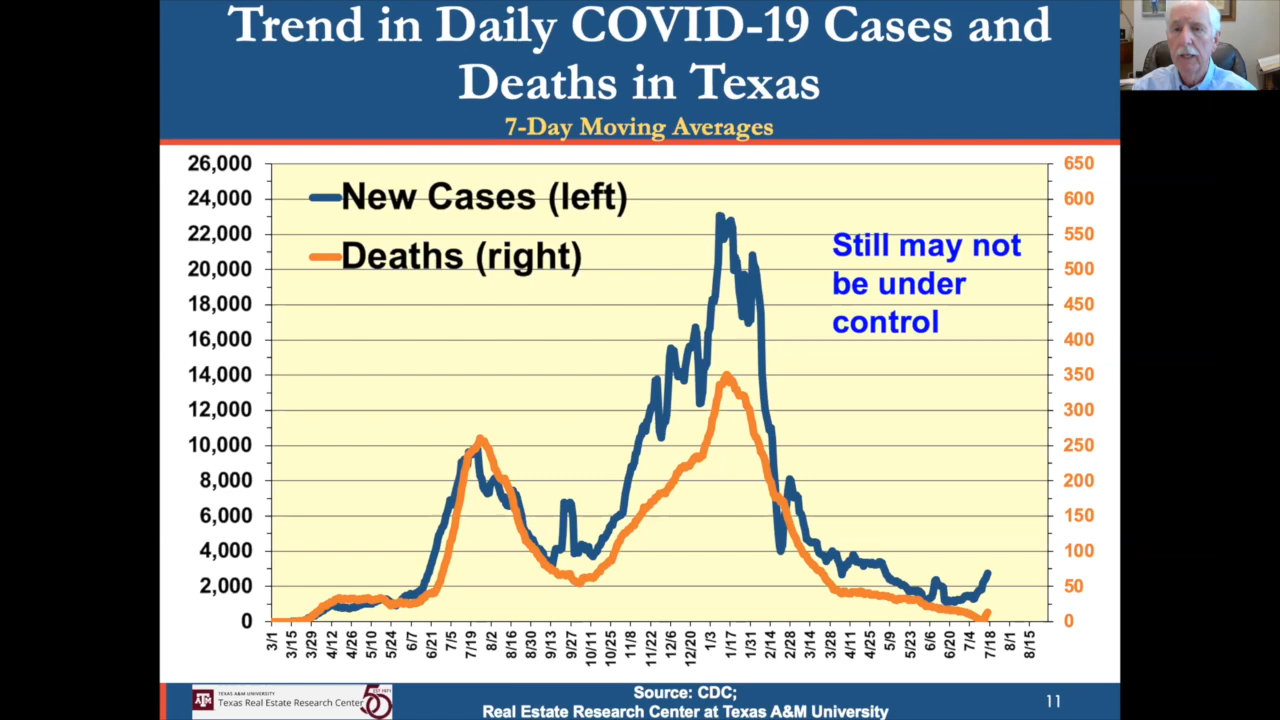 Trend in Daily COVID-19 Cases and
Deaths in Texas
7-Day Moving Averages
26,000
24,000
22,000
20,000
18,000
16,000
14,000
12,000
10,000
8,000
6,000
4,000
2,000
0
New Cases (left)
Deaths (right)
Still may not
be under
control
650
600
550
500
450
400
350
300
250
200
150
100
50
0
3/1 3/15 3/29 4/12 4/26 5/10 5/24 6/7 6/21 7/5 7/19 8/2 8/16 8/30 9/13 9/27 10/11 10/25 11/8 11/22 12/6 12/20 1/3 1/17 1/31 2/14 2/28 3/14 3/28 4/11 4/25 5/9 5/23 6/6 6/20 7/4 7/18 8/1 8/15
ATM
TEXAS A&M UNIVERSITY
Texas Real Estate Research Center
EST 1971
50
Source: CDC;
Real Estate Research Center at Texas A&M University
11